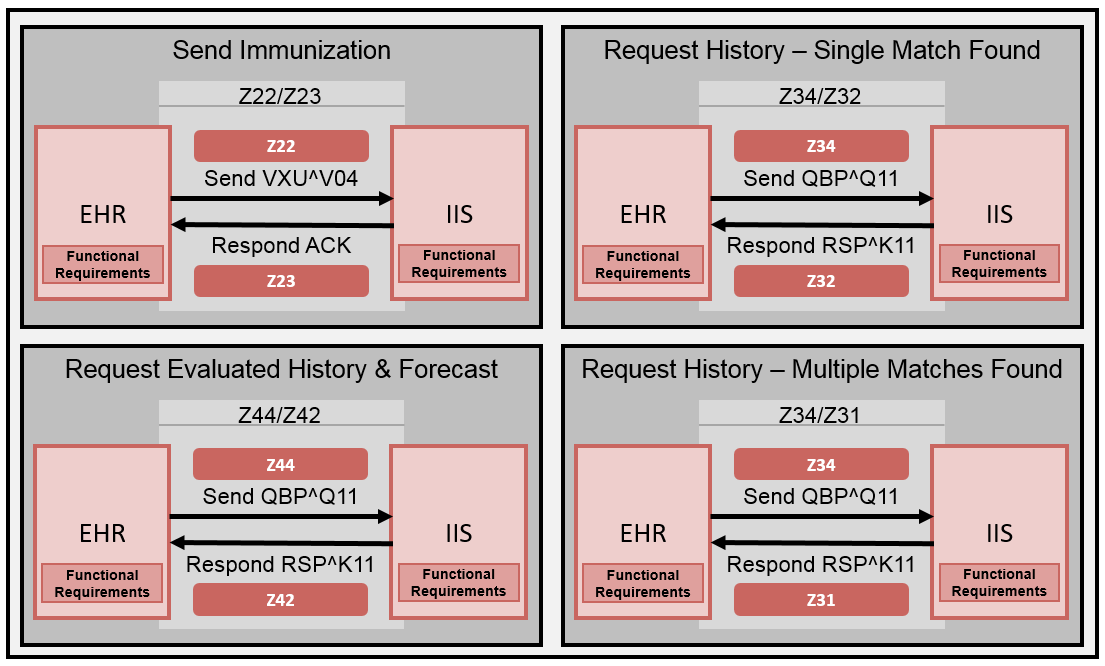 Send Immunization
Z22/Z23
Z22
Send VXU^V04
EHR
IIS
Respond ACK
Functional
Requirements
Functional
Requirements
Z23
Request History – Single Match Found
Z34/Z32
Z34
Send QBP^Q11
EHR
IIS
Respond RSP^K11
Functional
Requirements
Functional
Requirements
Z32
Request Evaluated History & Forecast
Z44/Z42
Z44
Send QBP^Q11
EHR
IIS
Respond RSP^K11
Functional
Requirements
Functional
Requirements
Z42
Request History – Multiple Matches Found
Z34/Z31
Z34
Send QBP^Q11
EHR
IIS
Respond RSP^K11
Functional
Requirements
Functional
Requirements
Z31